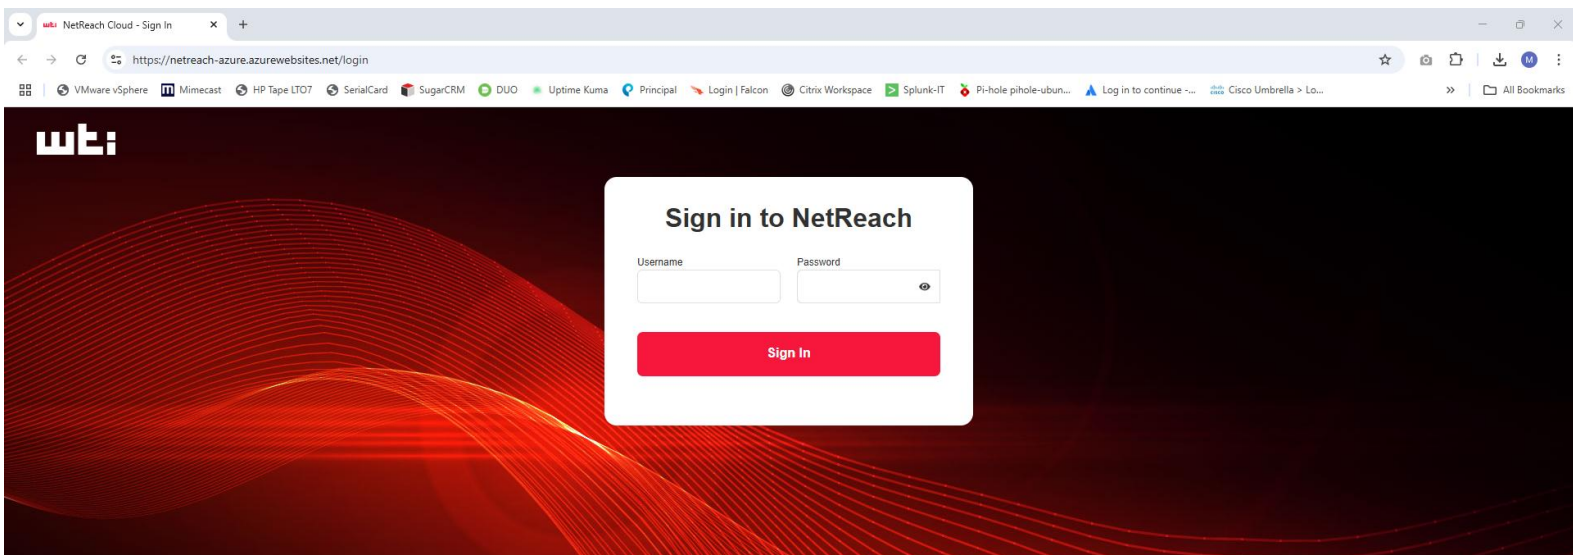 wti NetReach Cloud - Sign In
https://netreach-azure.azurewebsites.net/login
M
VMware vSphere Mimecast HP Tape LTO7 SerialCard SugarCRM DUO Uptime Kuma Principal Login | Falcon Citrix Workspace Splunk-IT Pi-hole pihole-ubun... Log in to continue -... cisco Cisco Umbrella > Lo... All Bookmarks
wti
Sign in to NetReach
Username Password
Sign In